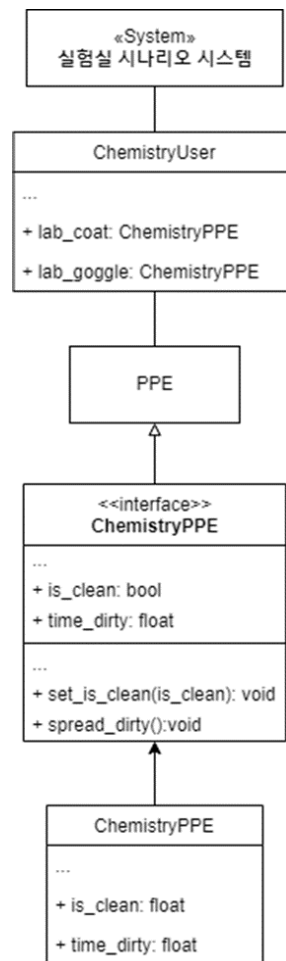 «System»
실험실 시나리오 시스템
ChemistryUser
...
+ lab_coat: ChemistryPPE
+ lab_goggle: ChemistryPPE
PPE
<<interface>>
ChemistryPPE
...
+ is_clean: bool
+ time_dirty: float
...
+ set_is_clean(is_clean): void
+ spread_dirty():void
ChemistryPPE
...
+ is_clean: float
+ time_dirty: float